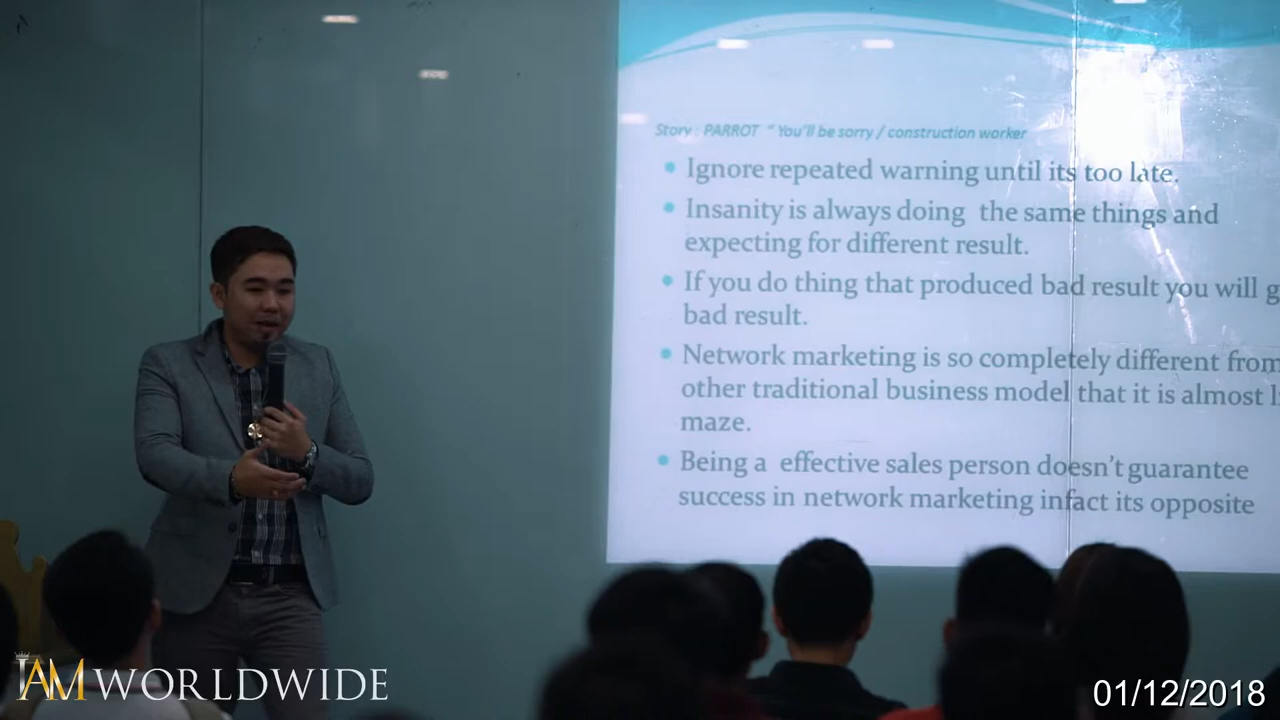 Story : PARROT “ You'll be sorry / construction worker
Ignore repeated warning until its too late.
Insanity is always doing the same things and
expecting for different result.
If you do thing that produced bad result you will
bad result.
Network marketing is so completely different from
other traditional business model that it is almost
maze.
Being a effective sales person doesn't guarantee
success in network marketing infact its opposite
IAM WORLDWIDE
01/12/2018